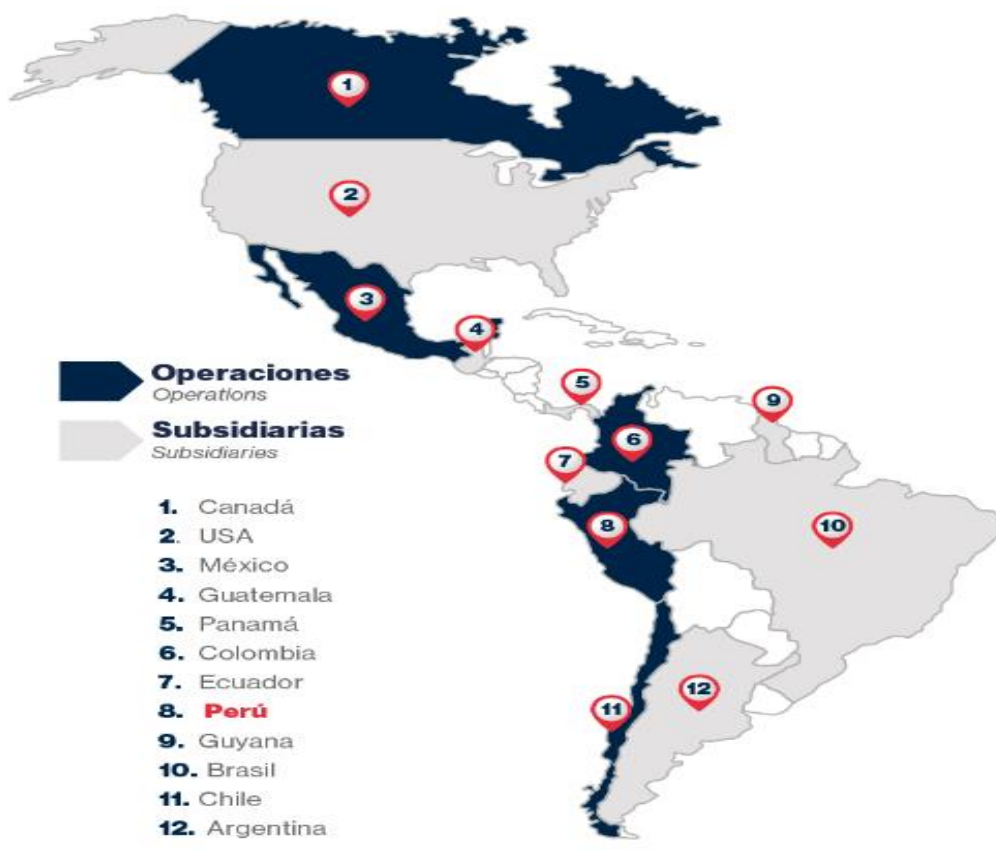 1
2
3
4
5
6
7
8
9
10
11
12
Operaciones
Operations
Subsidiarias
Subsidiaries
1. Canadá
2. USA
3. México
4. Guatemala
5. Panamá
6. Colombia
7. Ecuador
8. Perú
9. Guyana
10. Brasil
11. Chile
12. Argentina